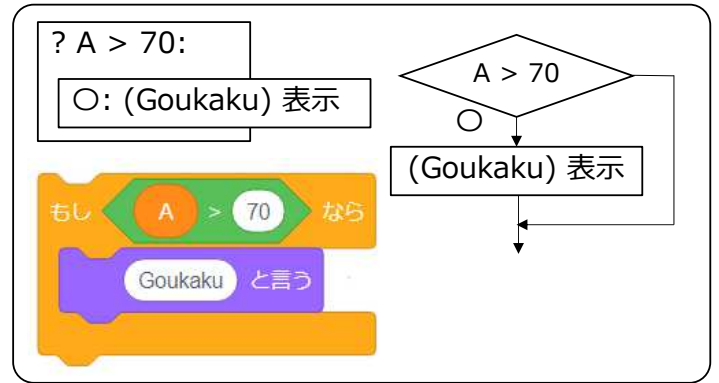 ? A > 70:
〇: (Goukaku) 表示
A > 70
〇
(Goukaku) 表示
もし A > 70 なら
Goukaku と言う